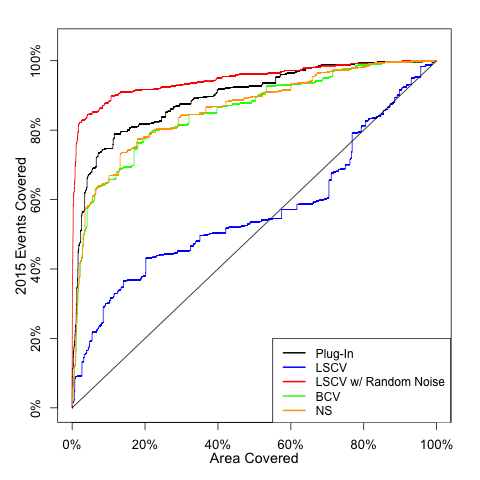 100%
80%
60%
40%
20%
0%
2015 Events Covered
Plug-In
LSCV
LSCV w/ Random Noise
BCV
NS
0%
20%
40%
60%
80%
100%
Area Covered